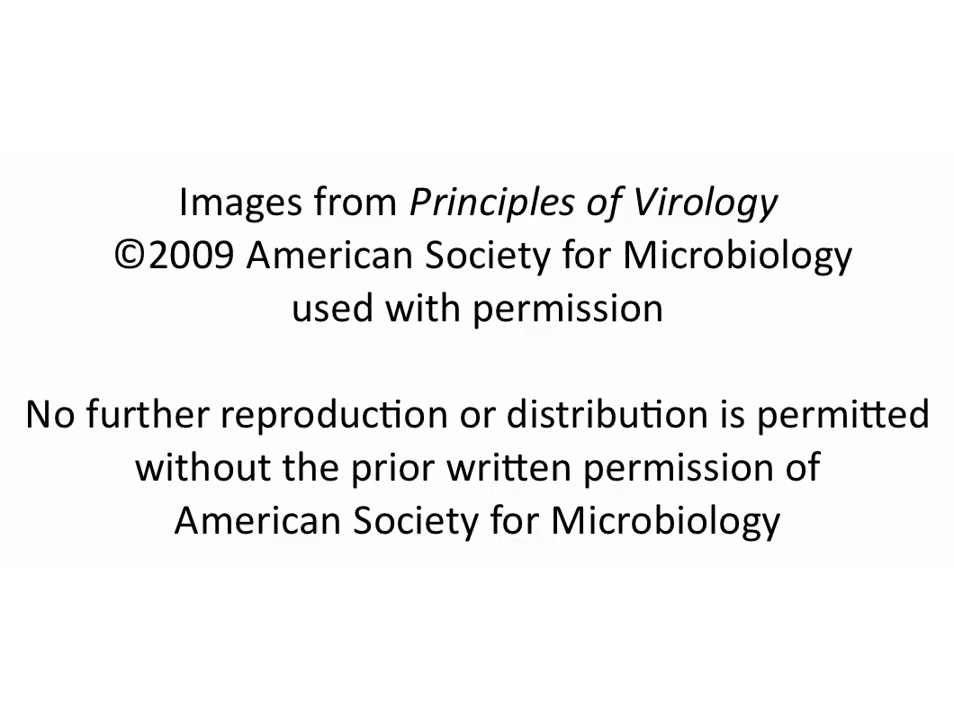 Images from Principles of Virology
©2009 American Society for Microbiology
used with permission
No further reproduction or distribution is permitted
without the prior written permission of
American Society for Microbiology